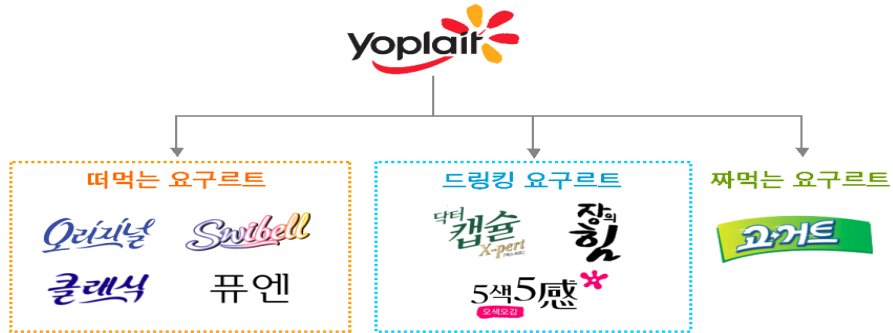 yoplait
떠먹는 요구르트
오리지널
Swibell
클래식
퓨엔
드링킹 요구르트
닥터
캡슐
X-pert
장의
힘
5색5感
오색오감
짜먹는 요구르트
고·거트